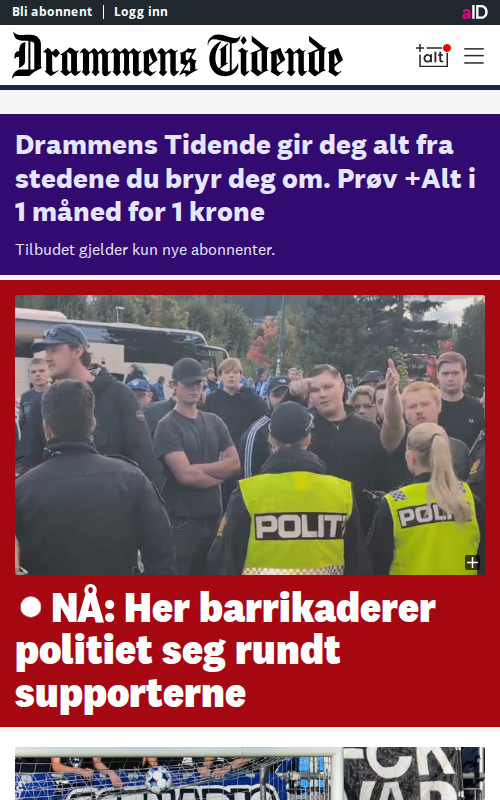 Bli abonnent | Logg inn
aID
Drammens Tidende
+alt
Drammens Tidende gir deg alt fra
stedene du bryr deg om. Prøv +Alt i
1 måned for 1 krone
Tilbudet gjelder kun nye abonnenter.
POLITI
POLITI
NÅ: Her barrikaderer
politiet seg rundt
supporterne